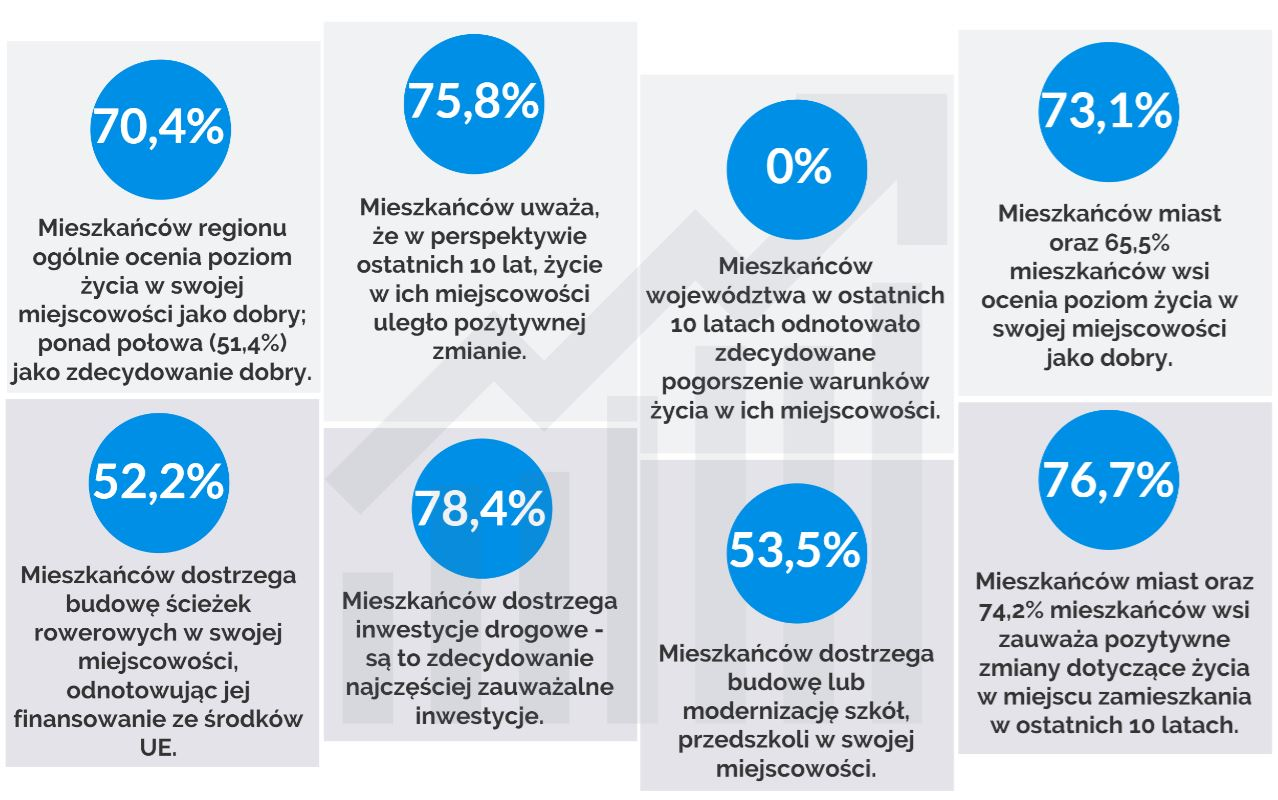 70,4%
Mieszkańców regionu
ogólnie ocenia poziom
życia w swojej
miejscowości jako dobry;
ponad połowa (51,4%)
jako zdecydowanie dobry.
75,8%
Mieszkańców uważa,
że w perspektywie
ostatnich 10 lat, życie
w ich miejscowości
uległo pozytywnej
zmianie.
0%
Mieszkańców
województwa w ostatnich
10 latach odnotowało
zdecydowane
pogorszenie warunków
życia w ich miejscowości.
73,1%
Mieszkańców miast
oraz 65,5%
mieszkańców wsi
ocenia poziom życia w
swojej miejscowości
jako dobry.
52,2%
Mieszkańców dostrzega
budowę ścieżek
rowerowych w swojej
miejscowości,
odnotowując jej
finansowanie ze środków
UE.
78,4%
Mieszkańców dostrzega
inwestycje drogowe -
są to zdecydowanie
najczęściej zauważalne
inwestycje.
53,5%
Mieszkańców dostrzega
budowę lub
modernizację szkół,
przedszkoli w swojej
miejscowości.
76,7%
Mieszkańców miast oraz
74,2% mieszkańców wsi
zauważa pozytywne
zmiany dotyczące życia
w miejscu zamieszkania
w ostatnich 10 latach.